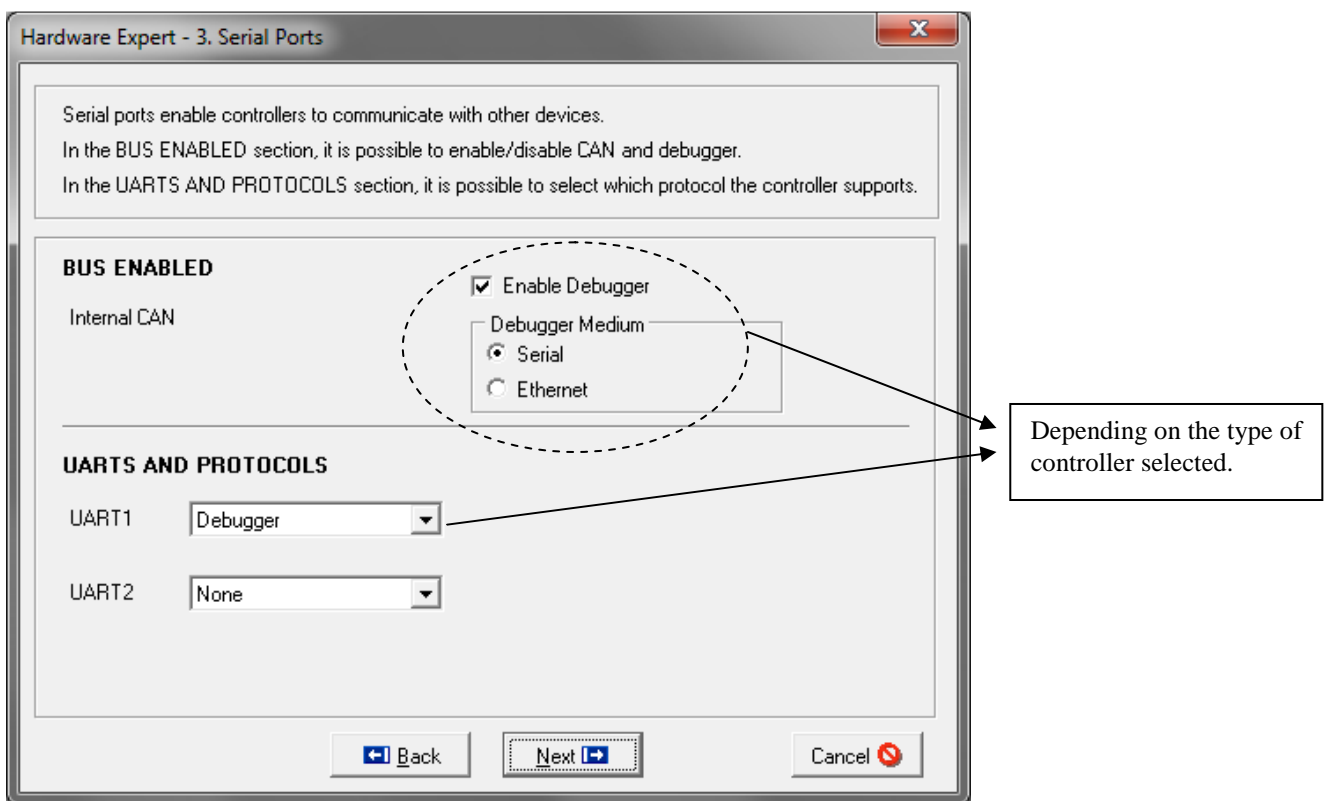 Hardware Expert - 3. Serial Ports
Serial ports enable controllers to communicate with other devices.
In the BUS ENABLED section, it is possible to enable/disable CAN and debugger.
In the UARTS AND PROTOCOLS section, it is possible to select which protocol the controller supports.
BUS ENABLED
Enable Debugger
Internal CAN
Debugger Medium
Serial
Ethernet
Depending on the type of
controller selected.
UARTS AND PROTOCOLS
UART1 Debugger
UART2 None
Back Next Cancel